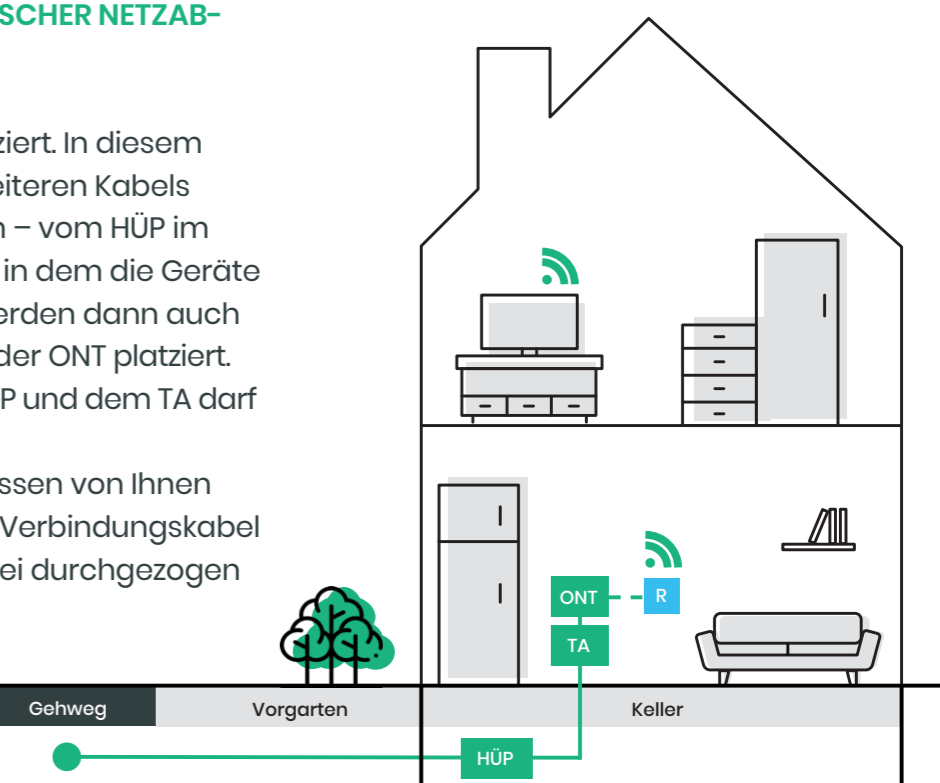 SCHER NETZAB-
ziert. In diesem
eiteren Kabels
n – vom HÜP im
in dem die Geräte
erden dann auch
der ONT platziert.
P und dem TA darf
ssen von Ihnen
Verbindungskabel
ei durchgezogen
ONT
R
TA
Gehweg
Vorgarten
Keller
HÜP